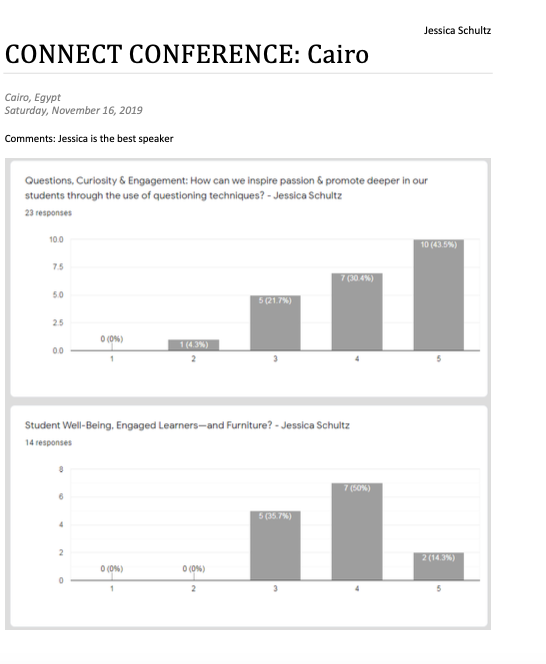 Jessica Schultz
CONNECT CONFERENCE: Cairo
Cairo, Egypt
Saturday, November 16, 2019
Comments: Jessica is the best speaker
Questions, Curiosity & Engagement: How can we inspire passion & promote deeper in our
students through the use of questioning techniques? - Jessica Schultz
23 responses
10.0
7.5
5.0
2.5
0.0
0 (0%)
1 (4.3%)
5 (21.7%)
7 (30.4%)
10 (43.5%)
1 2 3 4 5
Student Well-Being, Engaged Learners—and Furniture? - Jessica Schultz
14 responses
8
6
4
2
0
0 (0%)
0 (0%)
5 (35.7%)
7 (50%)
2 (14.3%)
1 2 3 4 5